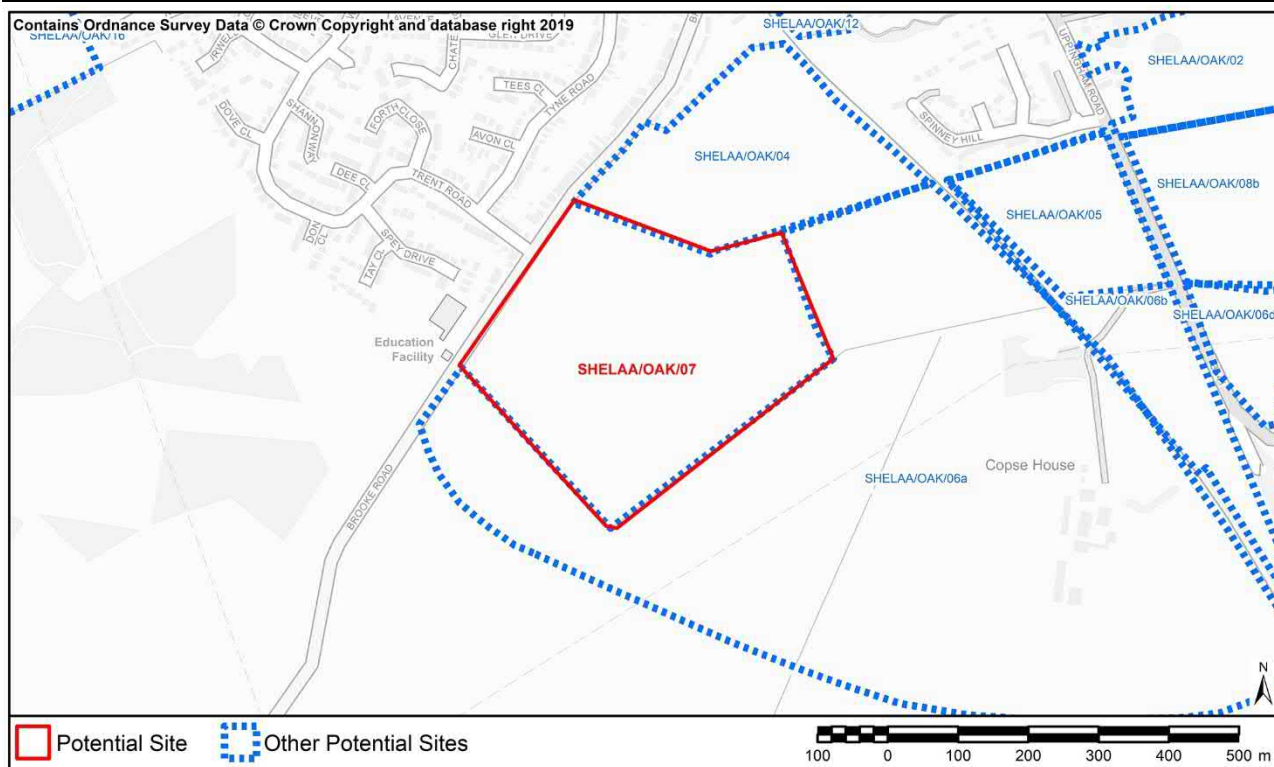 Contains Ordnance Survey Data © Crown Copyright and database right 2019
SHELAA/OAK/12
SHELAA/OAK/16
SHELAA/OAK/02
UPPINGHAM ROAD
TEES CL
TYNE ROAD
DOVE CL
SHANNON WAY
FORTH CLOSE
AVON CL
SPINNEY HILL
DEE CL
TRENT ROAD
SHELAA/OAK/04
SHELAA/OAK/08b
SHELAA/OAK/05
DON CL
SPEY DRIVE
TAY CL
SHELAA/OAK/06b
Education
Facility
SHELAA/OAK/07
Copse House
SHELAA/OAK/06a
BROOKE ROAD
N
Potential Site
Other Potential Sites
100 0 100 200 300 400 500 m